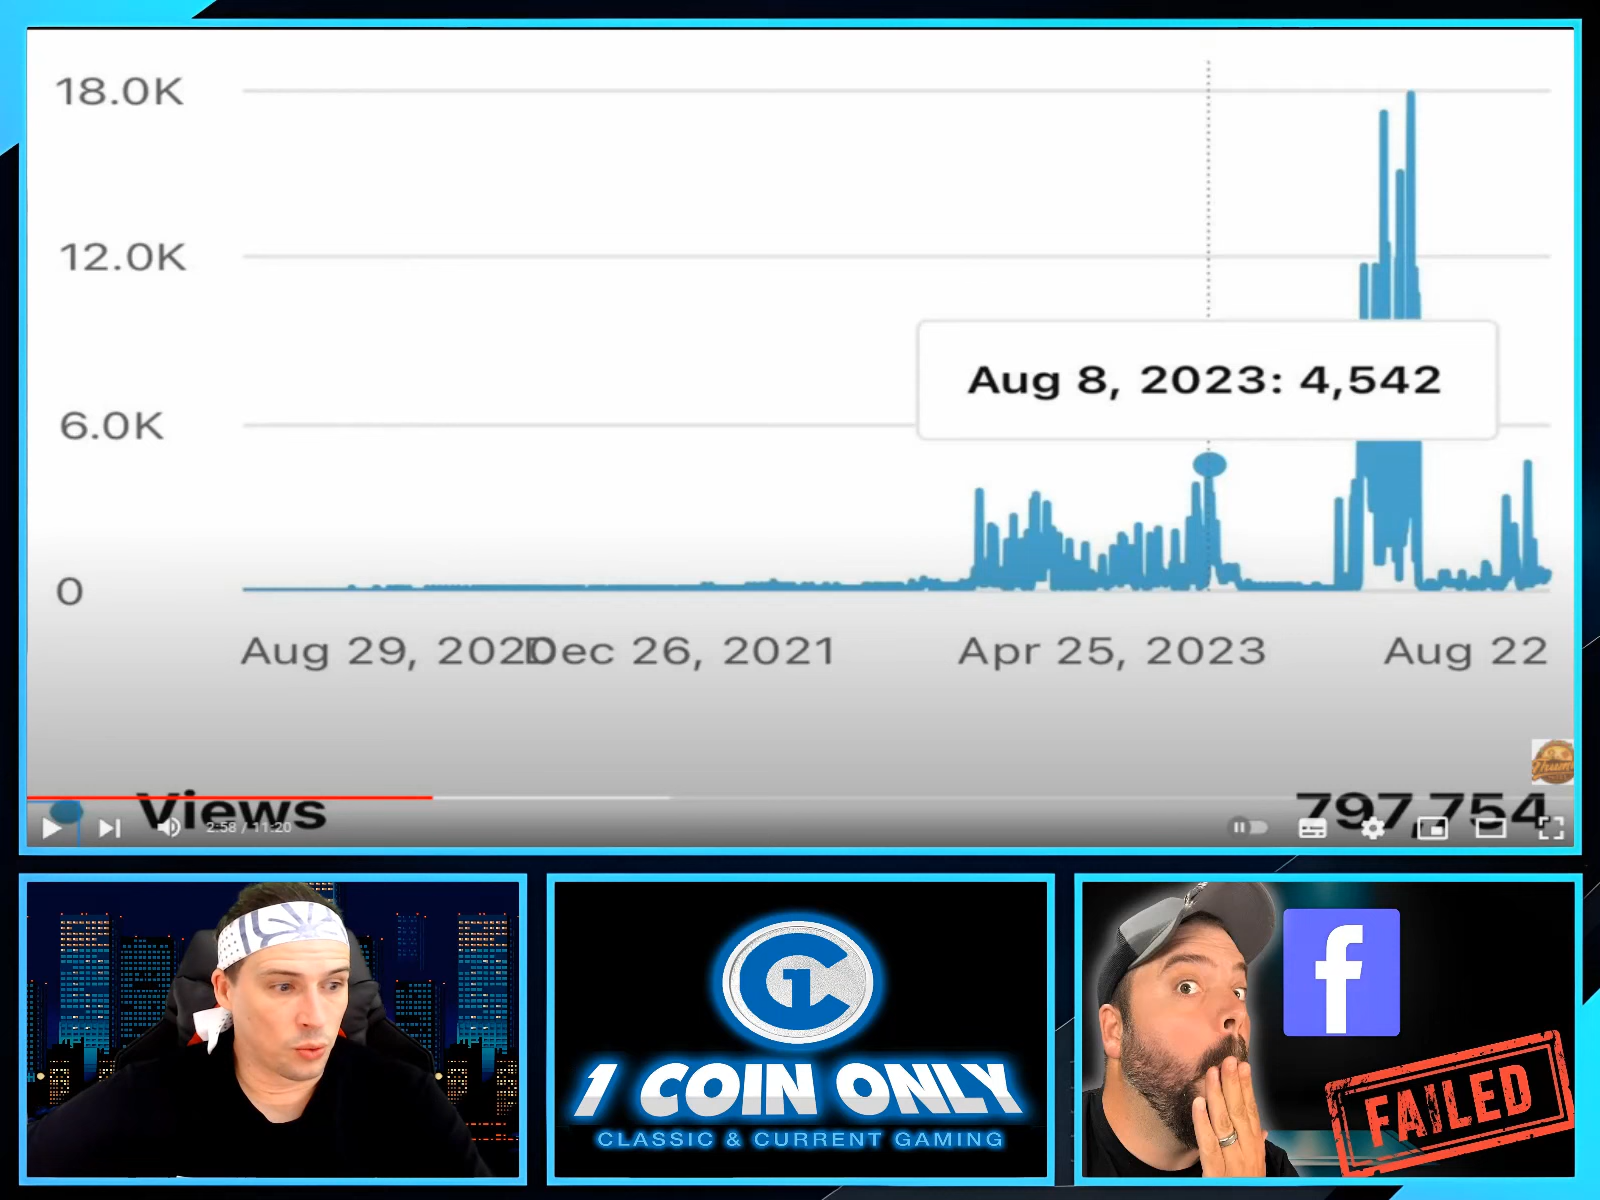 18.0K
12.0K
Aug 8, 2023: 4,542
6.0K
0
Aug 29, 2020
Dec 26, 2021
Apr 25, 2023
Aug 22
Views
797,754
2:58 / 11:20
1 COIN ONLY
CLASSIC & CURRENT GAMING
f
FAILED